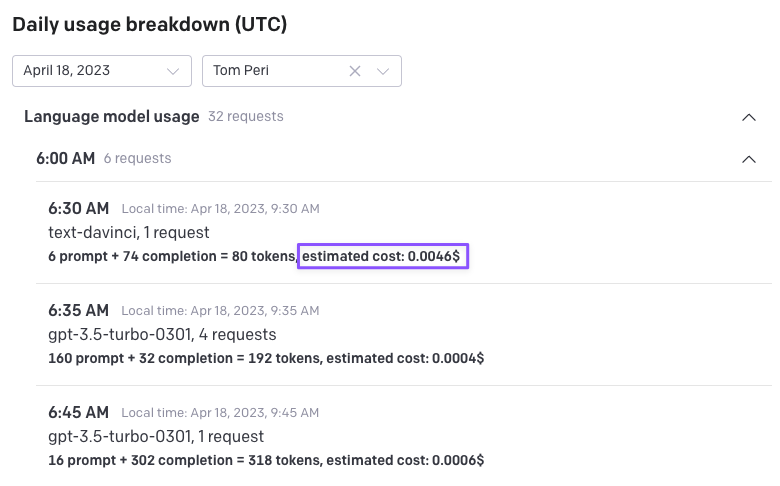 Daily usage breakdown (UTC)
April 18, 2023
Tom Peri
Language model usage 32 requests
6:00 AM 6 requests
6:30 AM Local time: Apr 18, 2023, 9:30 AM
text-davinci, 1 request
6 prompt + 74 completion = 80 tokens, estimated cost: 0.0046$
6:35 AM Local time: Apr 18, 2023, 9:35 AM
gpt-3.5-turbo-0301, 4 requests
160 prompt + 32 completion = 192 tokens, estimated cost: 0.0004$
6:45 AM Local time: Apr 18, 2023, 9:45 AM
gpt-3.5-turbo-0301, 1 request
16 prompt + 302 completion = 318 tokens, estimated cost: 0.0006$